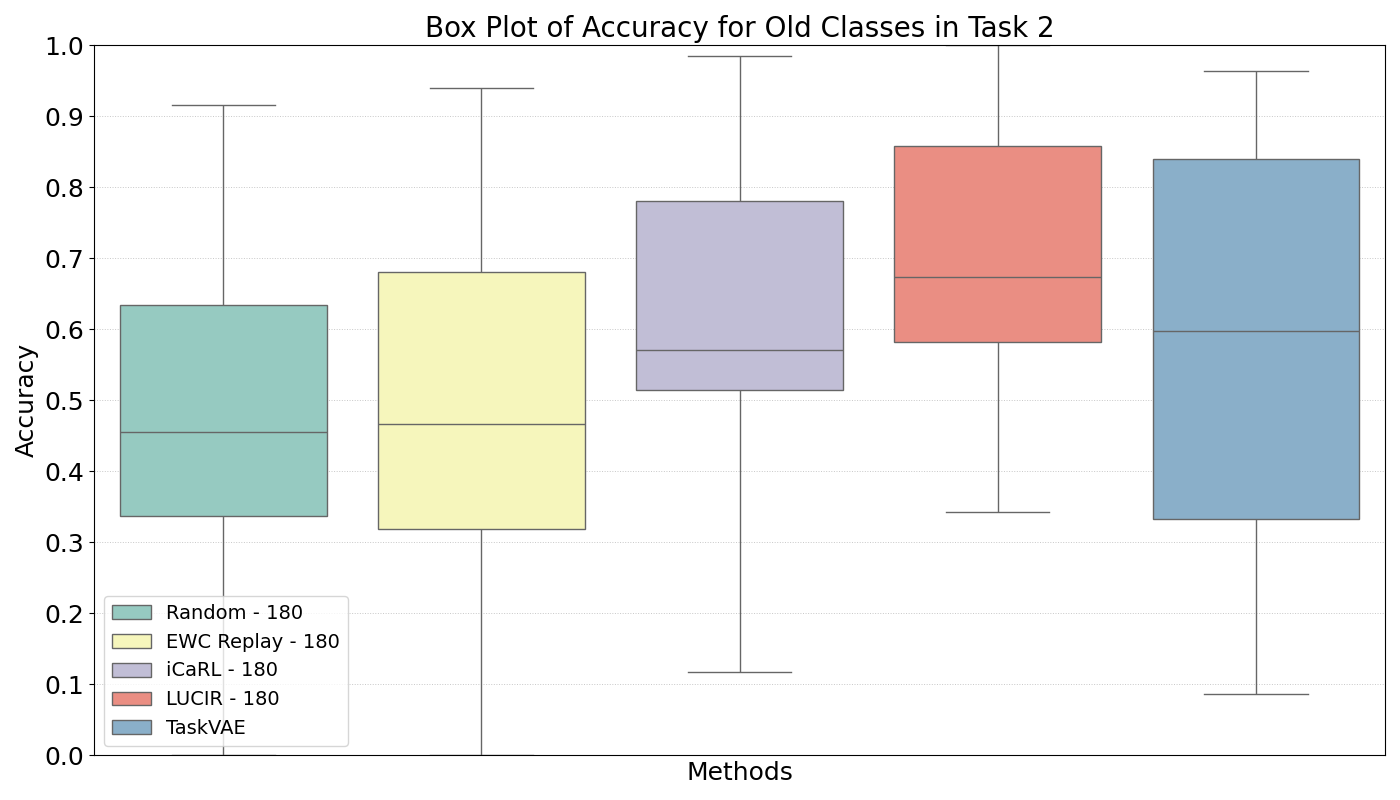 Box Plot of Accuracy for Old Classes in Task 2
1.0
0.9
0.8
0.7
0.6
0.5
0.4
0.3
0.2
0.1
0.0
Accuracy
Random - 180
EWC Replay - 180
iCaRL - 180
LUCIR - 180
TaskVAE
Methods